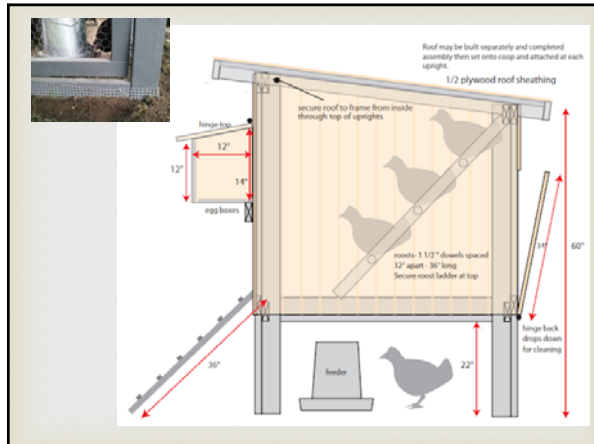 Roof may be built separately and completed
assembly then set onto coop and attached at each
upright.
1/2 plywood roof sheathing
secure roof to frame from inside
through top of uprights
hinge top
12"
12"
14"
egg boxes
roosts- 1 1/2" dowels spaced
12" apart - 36" long
Secure roost ladder at top
34"
60"
hinge back
drops down
for cleaning
36"
feeder
22"